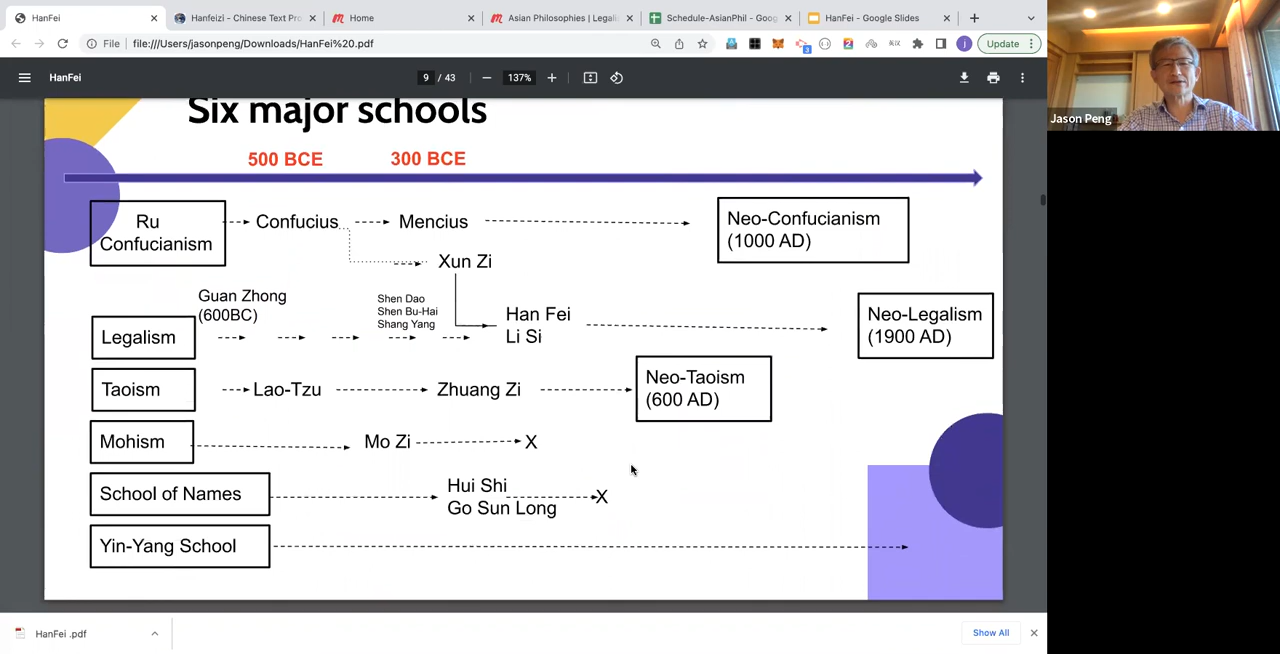 HanFei
Hanfeizi - Chinese Text Pro
Home
Asian Philosophies | Legali
Schedule-AsianPhil - Goog
HanFei - Google Slides
File
file:///Users/jasonpeng/Downloads/HanFei%20.pdf
3
2
j
Update
HanFei
9 / 43
137%
Jason Peng
Six major schools
500 BCE
300 BCE
Ru
Confucianism
Confucius
Mencius
Neo-Confucianism
(1000 AD)
Xun Zi
Guan Zhong
(600BC)
Shen Dao
Shen Bu-Hai
Shang Yang
Legalism
Han Fei
Li Si
Neo-Legalism
(1900 AD)
Taoism
Lao-Tzu
Zhuang Zi
Neo-Taoism
(600 AD)
Mohism
Mo Zi
X
School of Names
Hui Shi
Go Sun Long
X
Yin-Yang School
HanFei .pdf
Show All